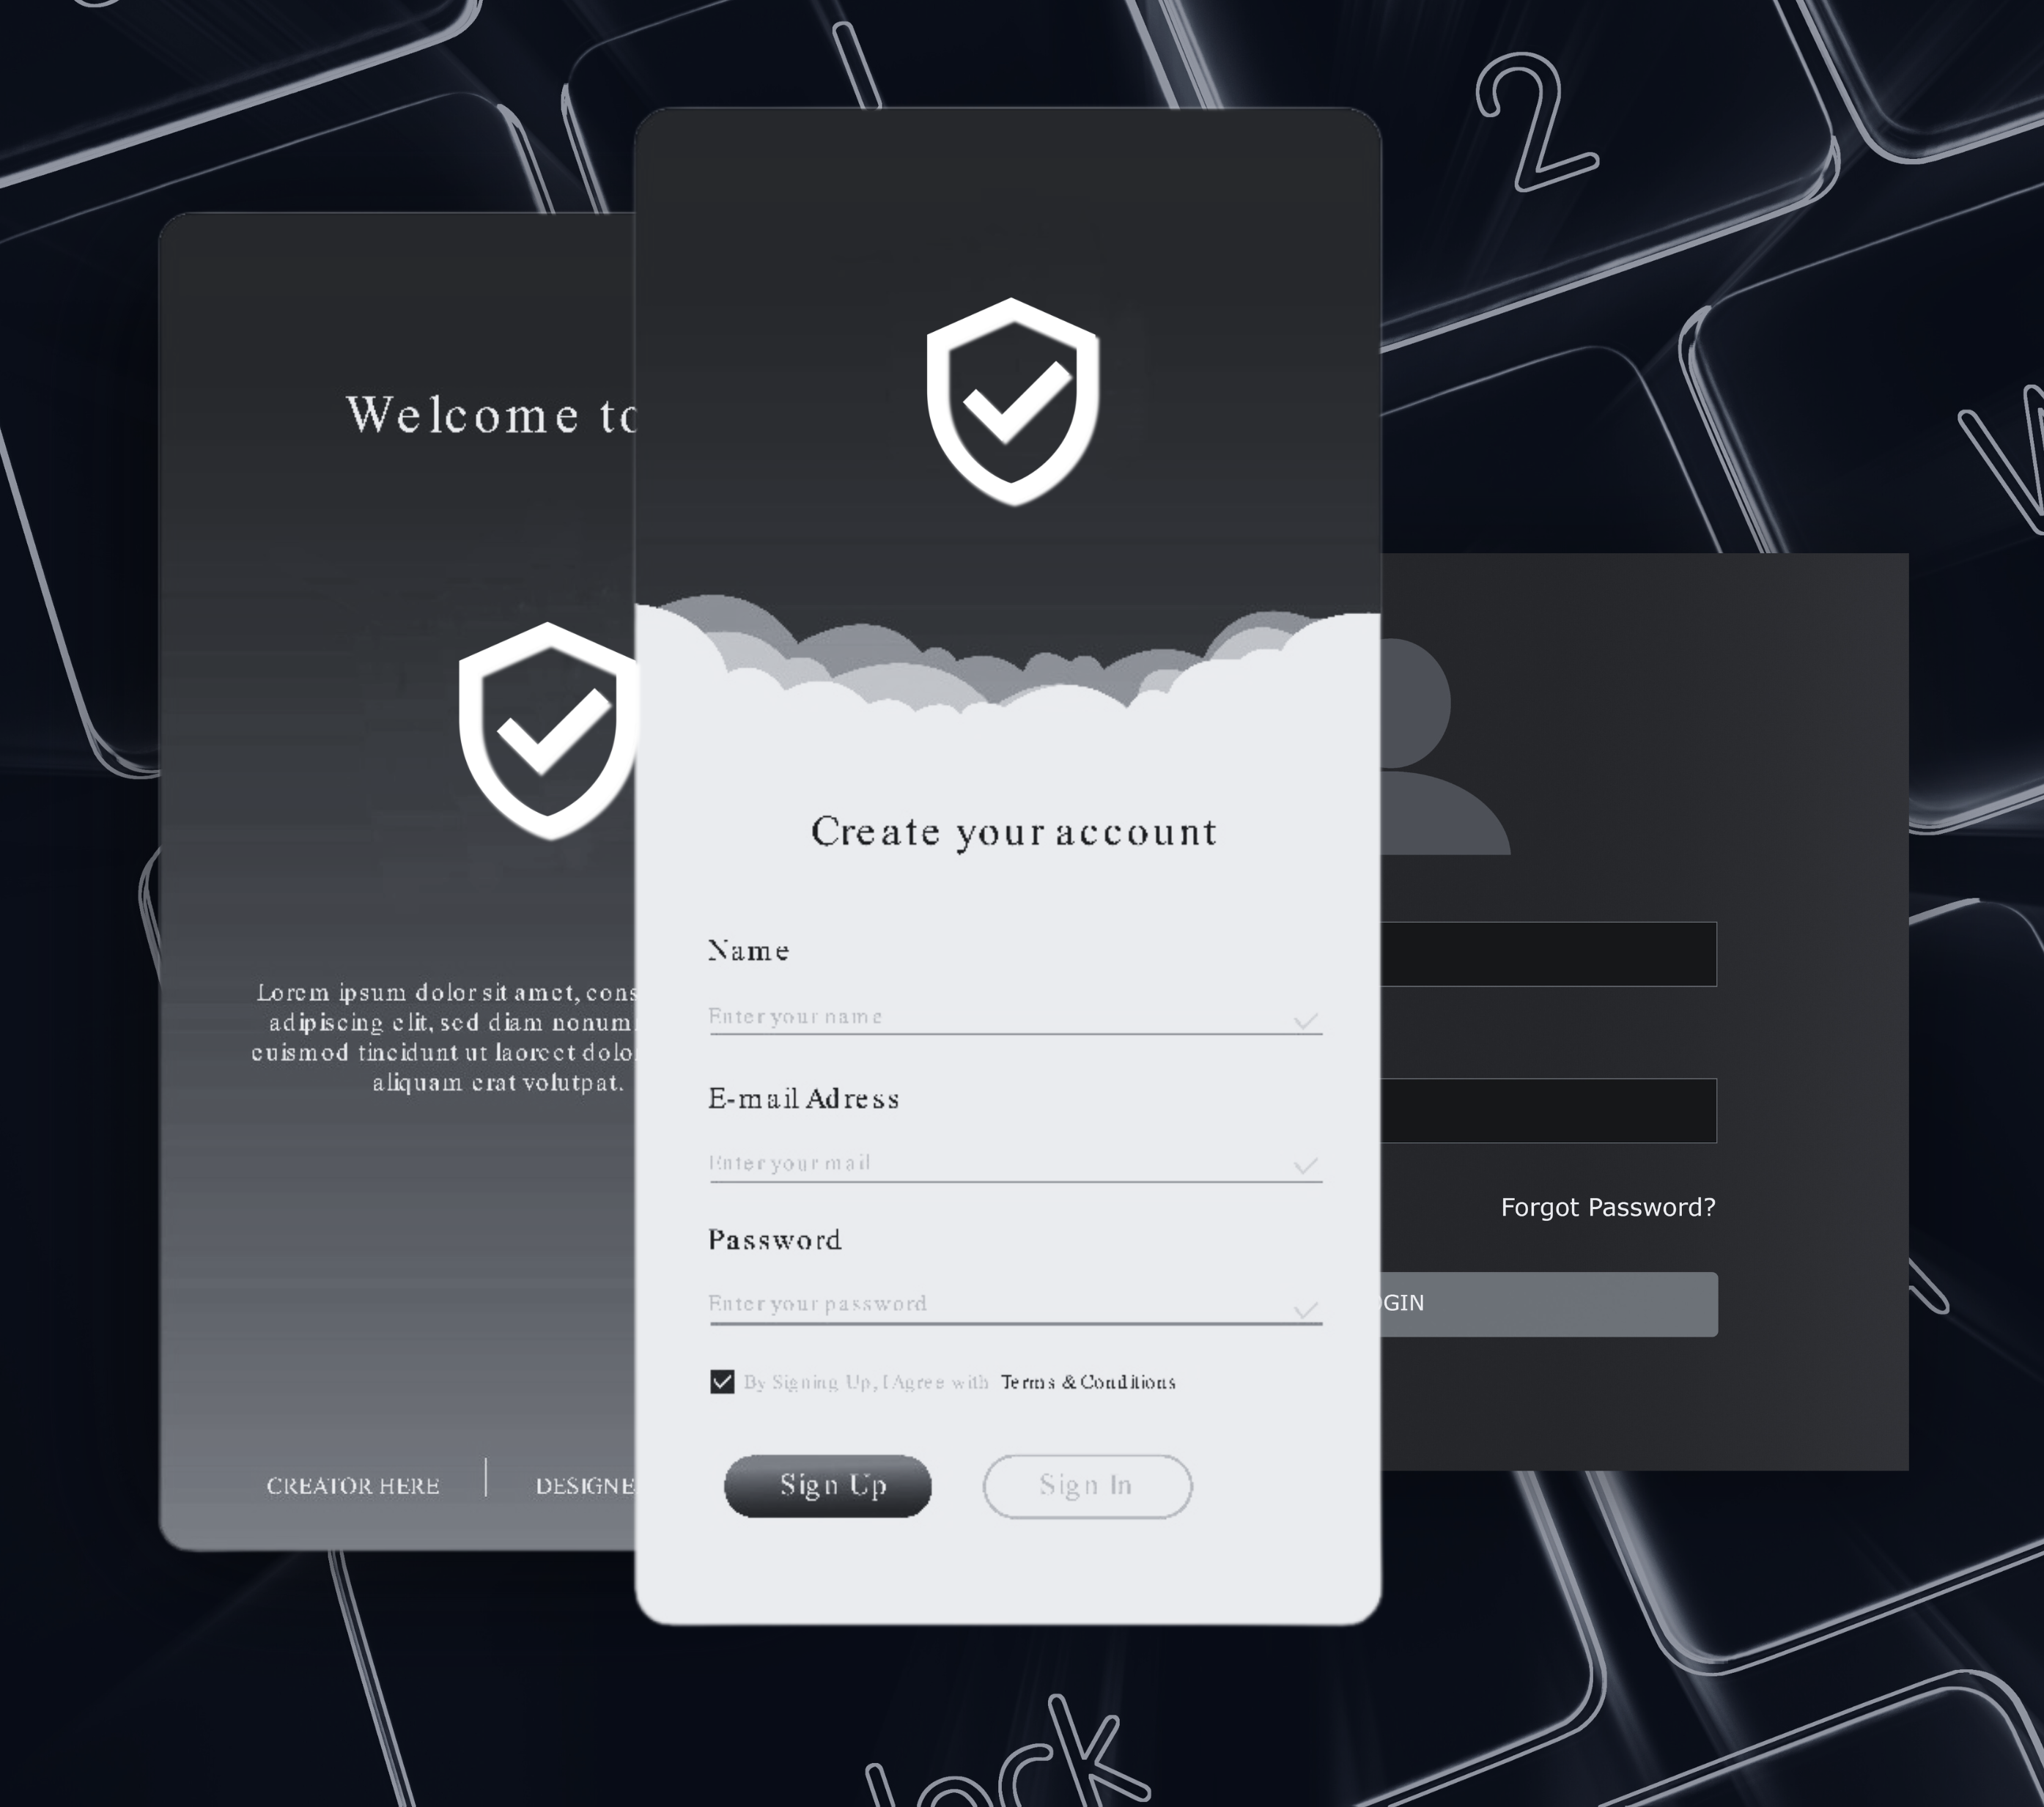 2
W
Welcome to
Create your account
Name
Enter your name
E-mail Adress
Enter your mail
Password
Enter your password
By Signing Up, I Agree with Terms & Conditions
Sign Up
Sign In
Lorem ipsum dolor sit amet, cons
adipiscing elit, sed diam nonum
euismod tincidunt ut laoreet dolo
aliquam erat volutpat.
CREATOR HERE
DESIGNE
Forgot Password?
GIN
lock